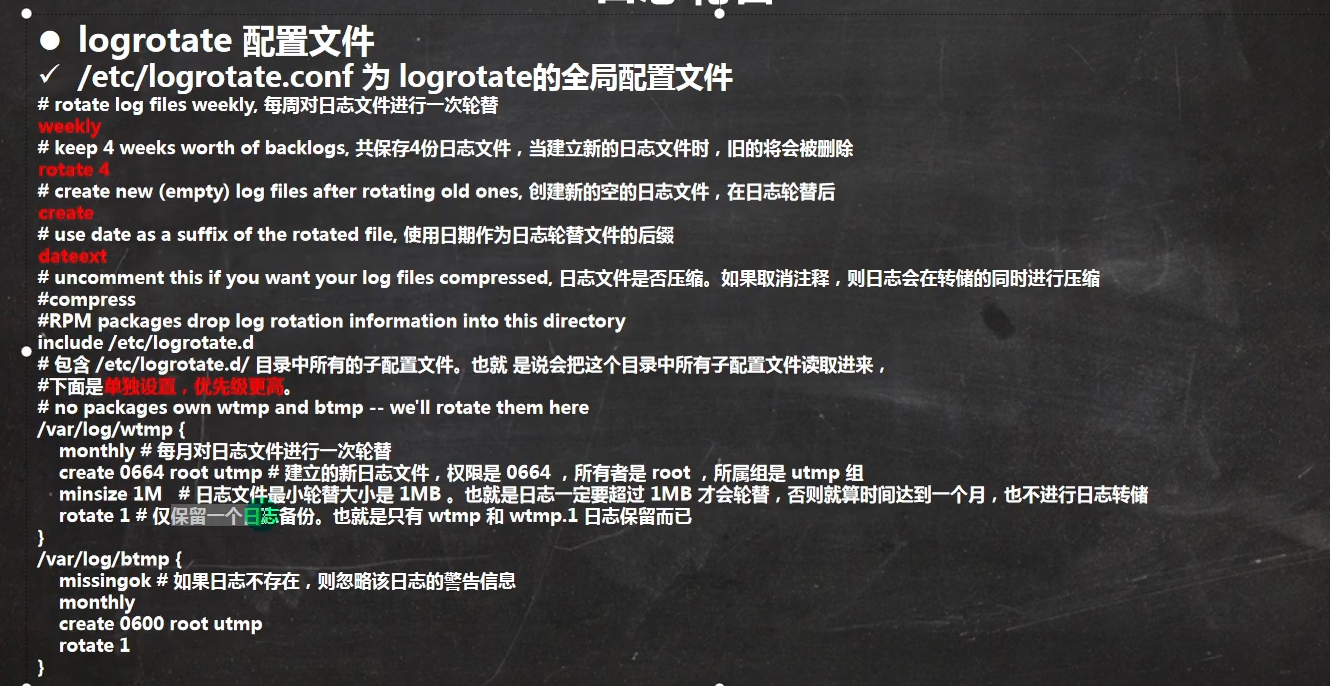 ● logrotate 配置文件
✓ /etc/logrotate.conf 为 logrotate的全局配置文件
# rotate log files weekly, 每周对日志文件进行一次轮替
weekly
# keep 4 weeks worth of backlogs, 共保存4份日志文件，当建立新的日志文件时，旧的将会被删除
rotate 4
# create new (empty) log files after rotating old ones, 创建新的空的日志文件，在日志轮替后
create
# use date as a suffix of the rotated file, 使用日期作为日志轮替文件的后缀
dateext
# uncomment this if you want your log files compressed, 日志文件是否压缩。如果取消注释，则日志会在转储的同时进行压缩
#compress
#RPM packages drop log rotation information into this directory
include /etc/logrotate.d
# 包含 /etc/logrotate.d/ 目录中所有的子配置文件。也就 是说会把这个目录中所有子配置文件读取进来，
#下面是单独设置，优先级更高。
# no packages own wtmp and btmp -- we'll rotate them here
/var/log/wtmp {
monthly # 每月对日志文件进行一次轮替
create 0664 root utmp # 建立的新日志文件，权限是 0664 ，所有者是 root ，所属组是 utmp 组
minsize 1M # 日志文件最小轮替大小是 1MB 。也就是日志一定要超过 1MB 才会轮替，否则就算时间达到一个月，也不进行日志转储
rotate 1 # 仅保留一个日志备份。也就是只有 wtmp 和 wtmp.1 日志保留而已
}
/var/log/btmp {
missingok # 如果日志不存在，则忽略该日志的警告信息
monthly
create 0600 root utmp
rotate 1
}